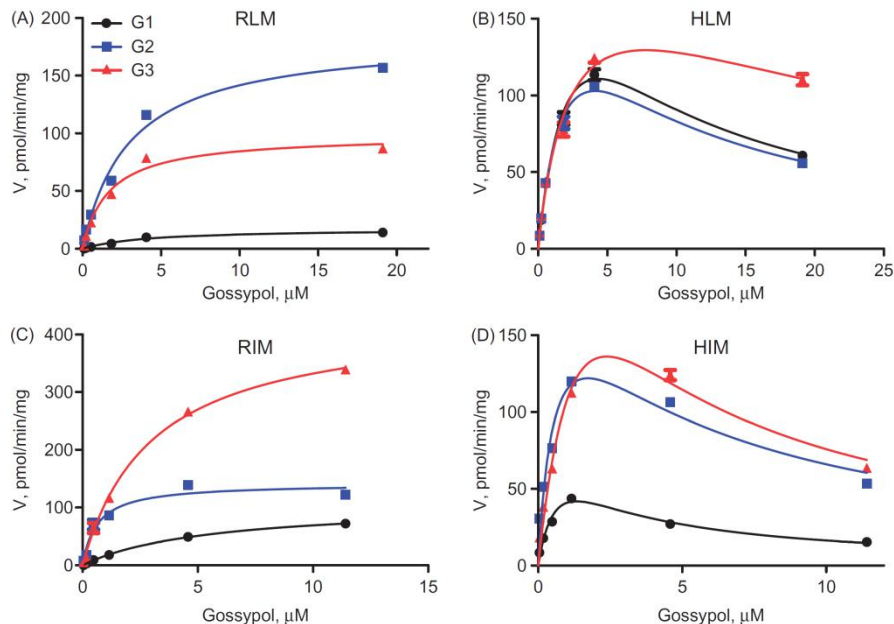 (A)
RLM
G1
G2
G3
V, pmol/min/mg
200
150
100
50
0
0
5
10
15
20
Gossypol, μM
(B)
HLM
V, pmol/min/mg
150
100
50
0
0
5
10
15
20
25
Gossypol, μM
(C)
RIM
V, pmol/min/mg
400
300
200
100
0
0
5
10
15
Gossypol, μM
(D)
HIM
V, pmol/min/mg
150
100
50
0
0
5
10
Gossypol, μM